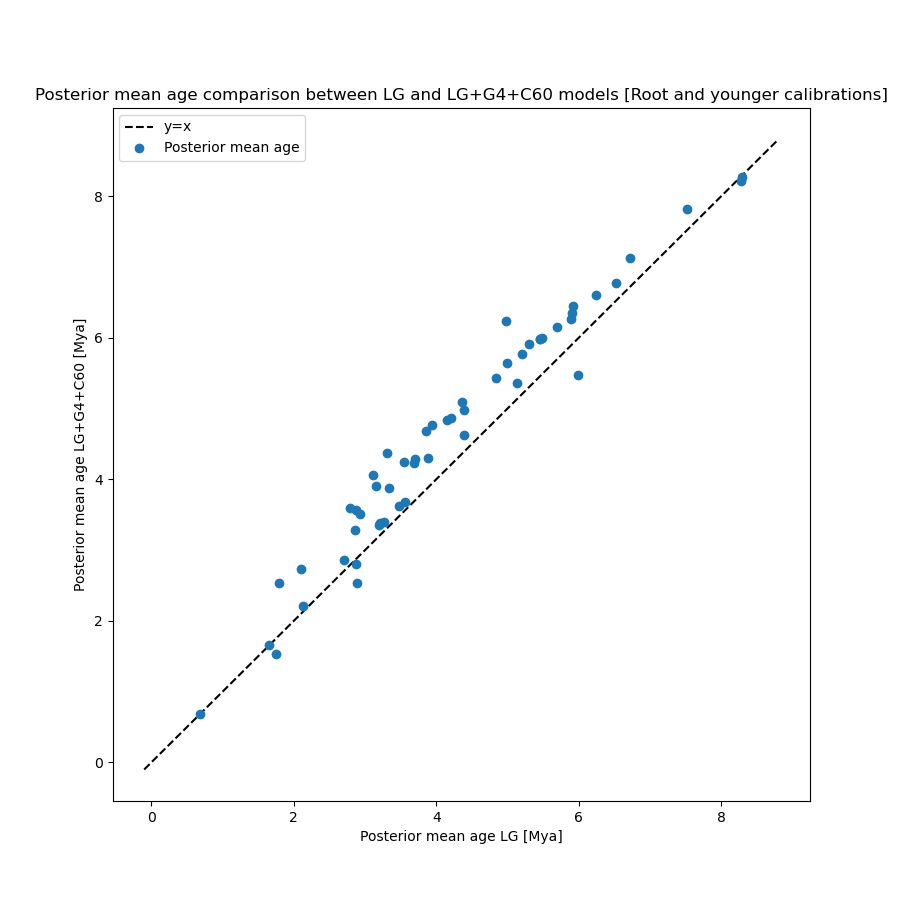 Posterior mean age comparison between LG and LG+G4+C60 models [Root and younger calibrations]
y=x
Posterior mean age
Posterior mean age LG+G4+C60 [Mya]
8
6
4
2
0
0 2 4 6 8
Posterior mean age LG [Mya]